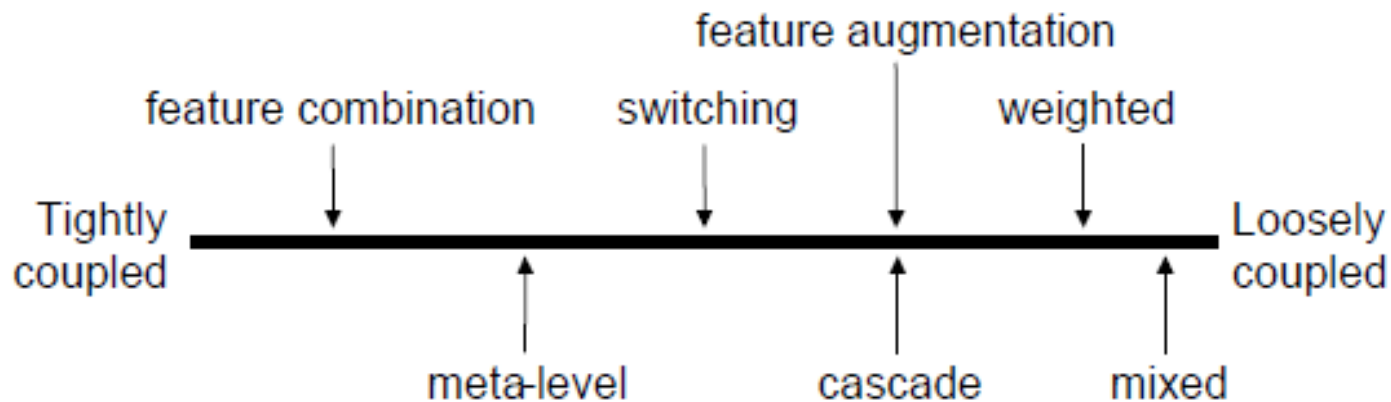 feature augmentation
feature combination
switching
weighted
Tightly
coupled
Loosely
coupled
meta-level
cascade
mixed